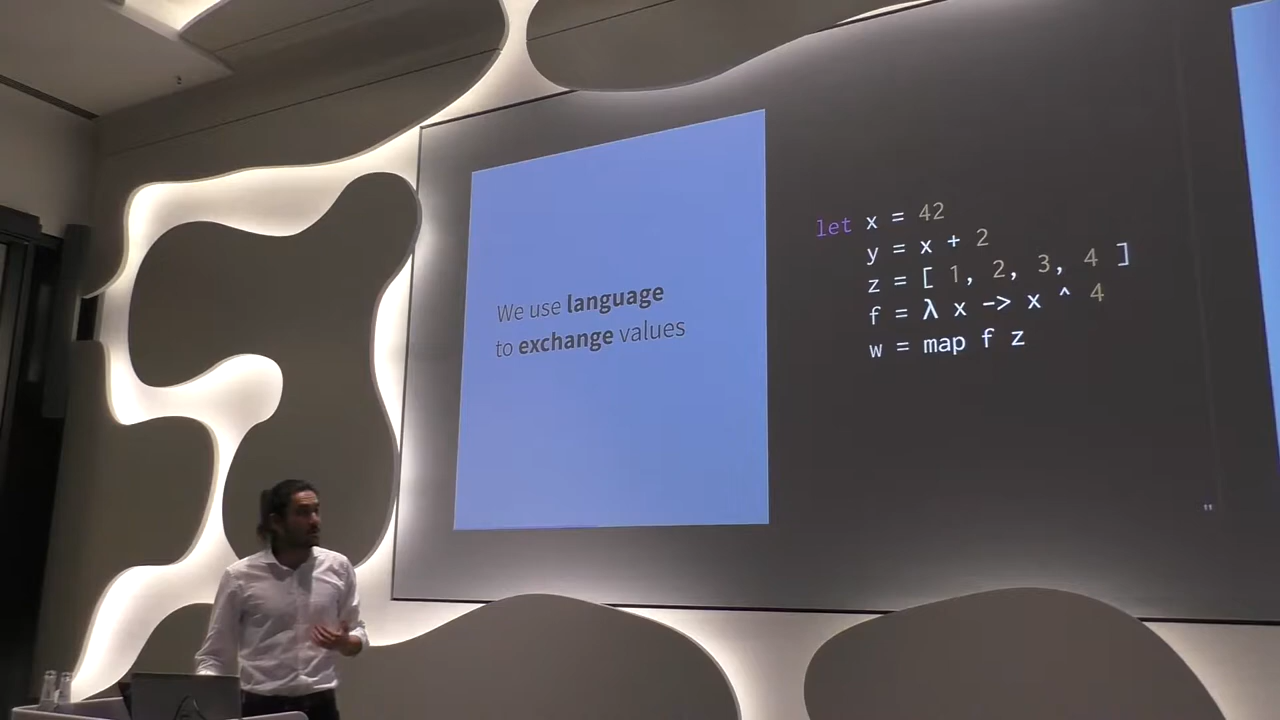 We use language
to exchange values
let x = 42
y = x + 2
z = [ 1, 2, 3, 4 ]
f = λ x -> x ^ 4
w = map f z
"